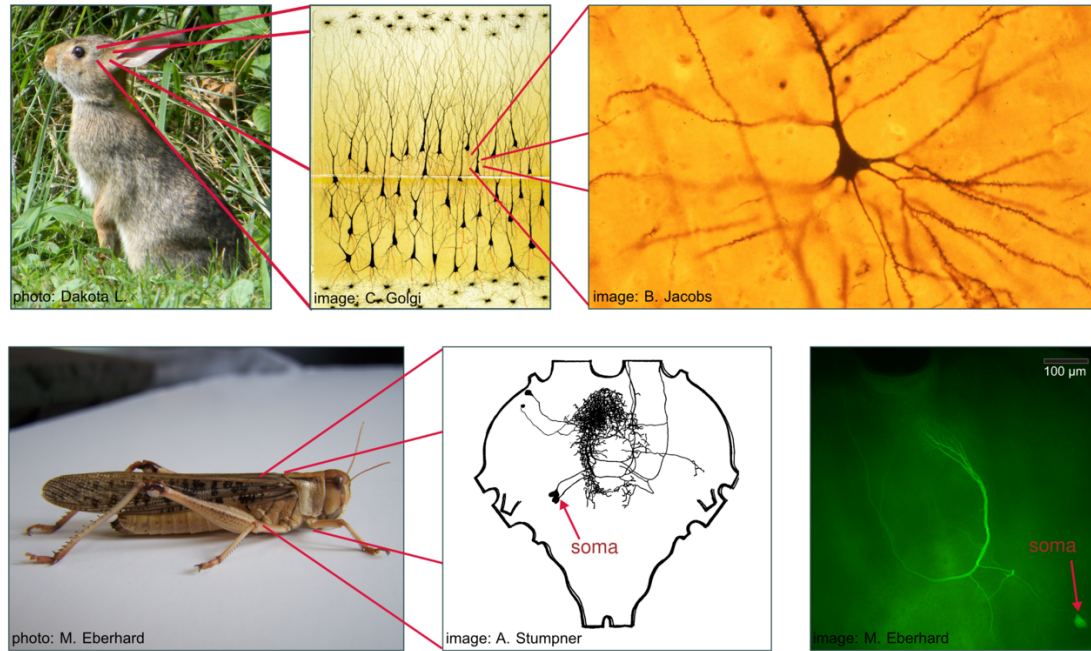 photo: Dakota L.
image: C. Golgi
image: B. Jacobs
photo: M. Eberhard
soma
image: A. Stumpner
100 µm
soma
image: M. Eberhard